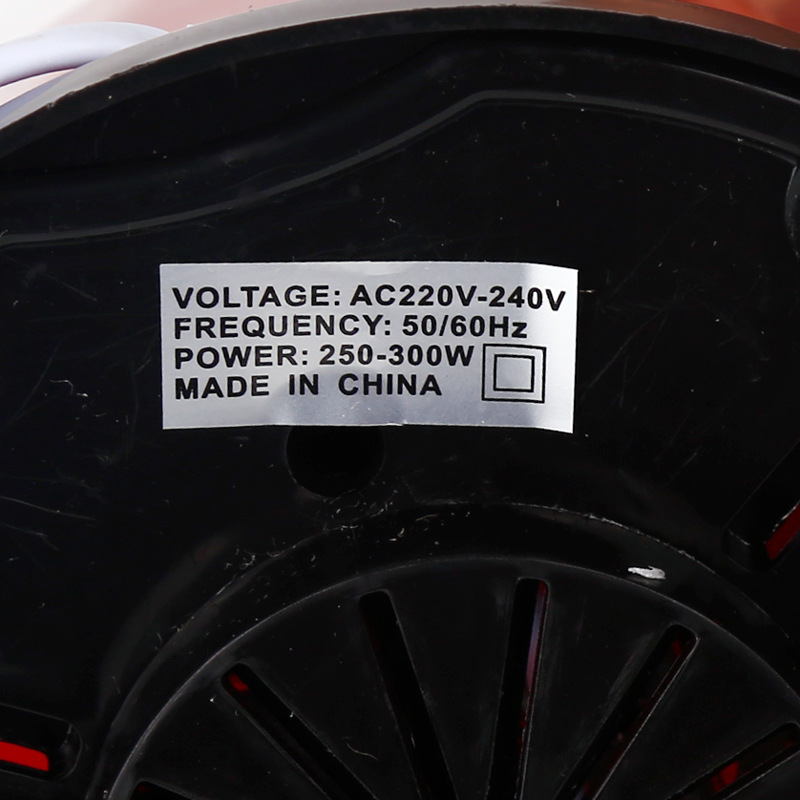 VOLTAGE: AC220V-240V
FREQUENCY: 50/60Hz
POWER: 250-300W
MADE IN CHINA